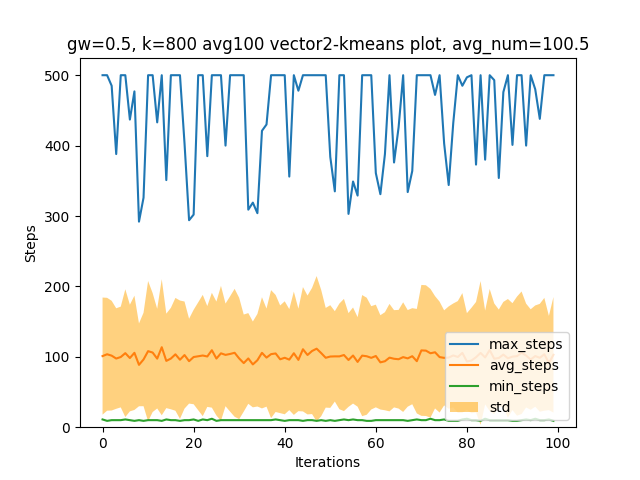 gw=0.5, k=800 avg100 vector2-kmeans plot, avg_num=100.5
500
400
300
200
100
0
Steps
max_steps
avg_steps
min_steps
std
0
20
40
60
80
100
Iterations